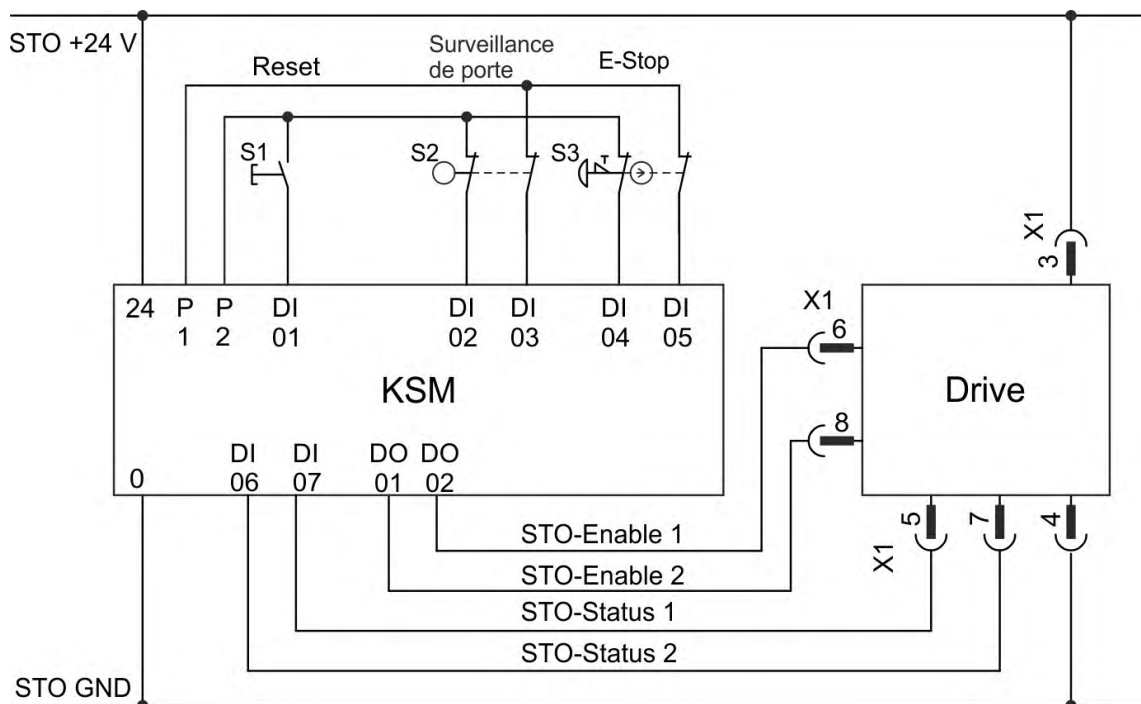 STO +24 V
Reset
Surveillance
de porte
E-Stop
S1
S2
S3
X1
3
24 P P DI DI DI DI DI
1 2 01 02 03 04 05
X1
6
KSM
Drive
8
DI DI DO DO
0 06 07 01 02
5 7 4
X1
STO-Enable 1
STO-Enable 2
STO-Status 1
STO-Status 2
STO GND